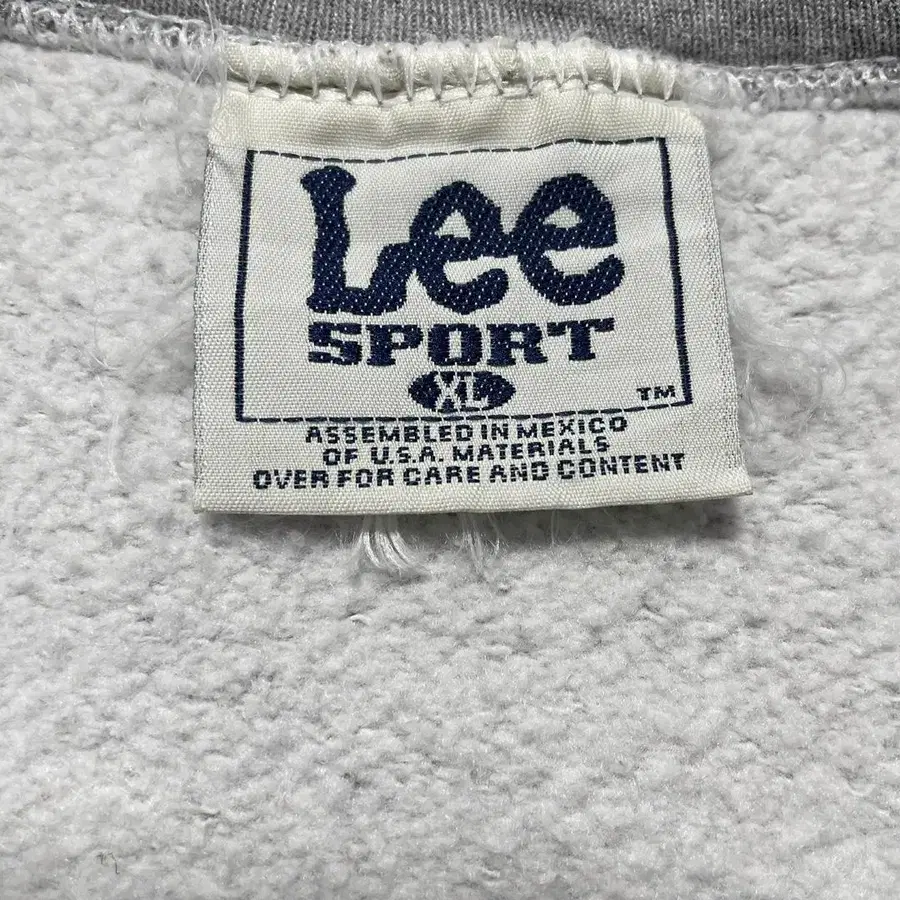 Lee
SPORT
XL
TM
ASSEMBLED IN MEXICO
OF U.S.A. MATERIALS
OVER FOR CARE AND CONTENT